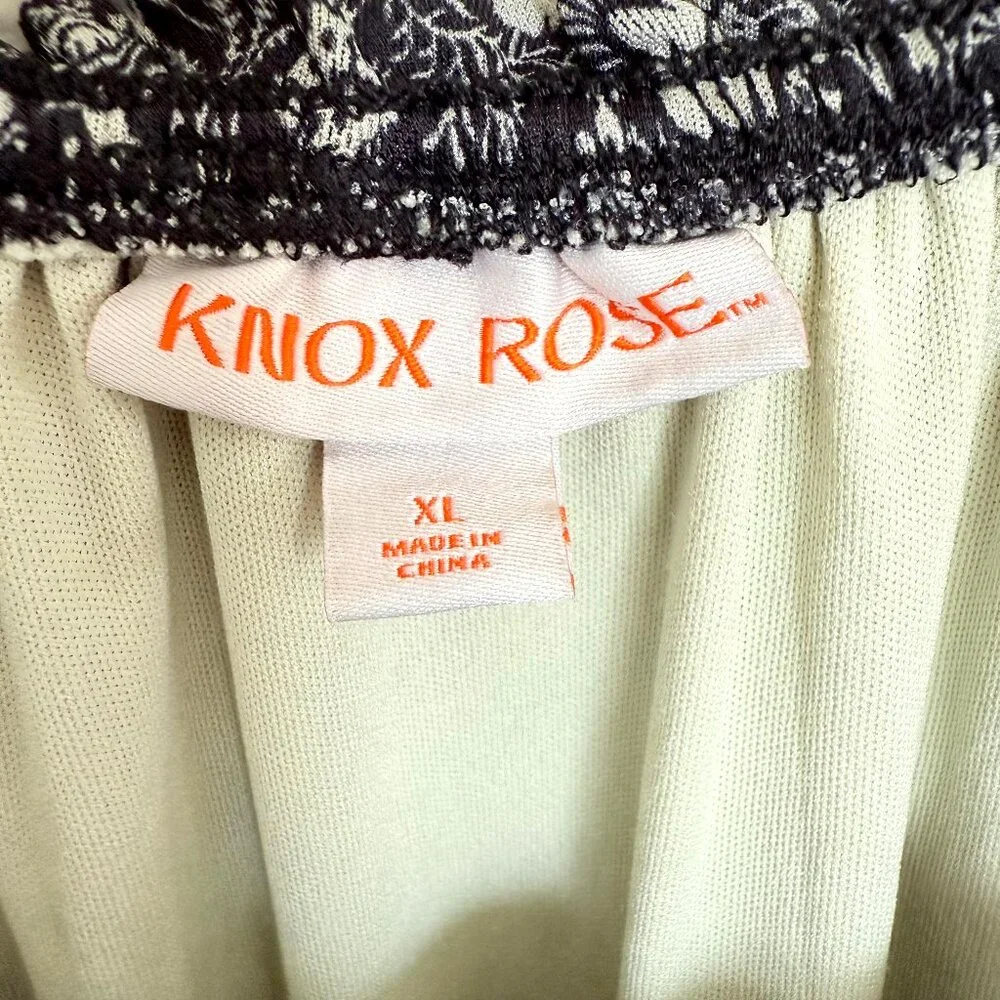 KNOX ROSE™
XL
MADE IN
CHINA